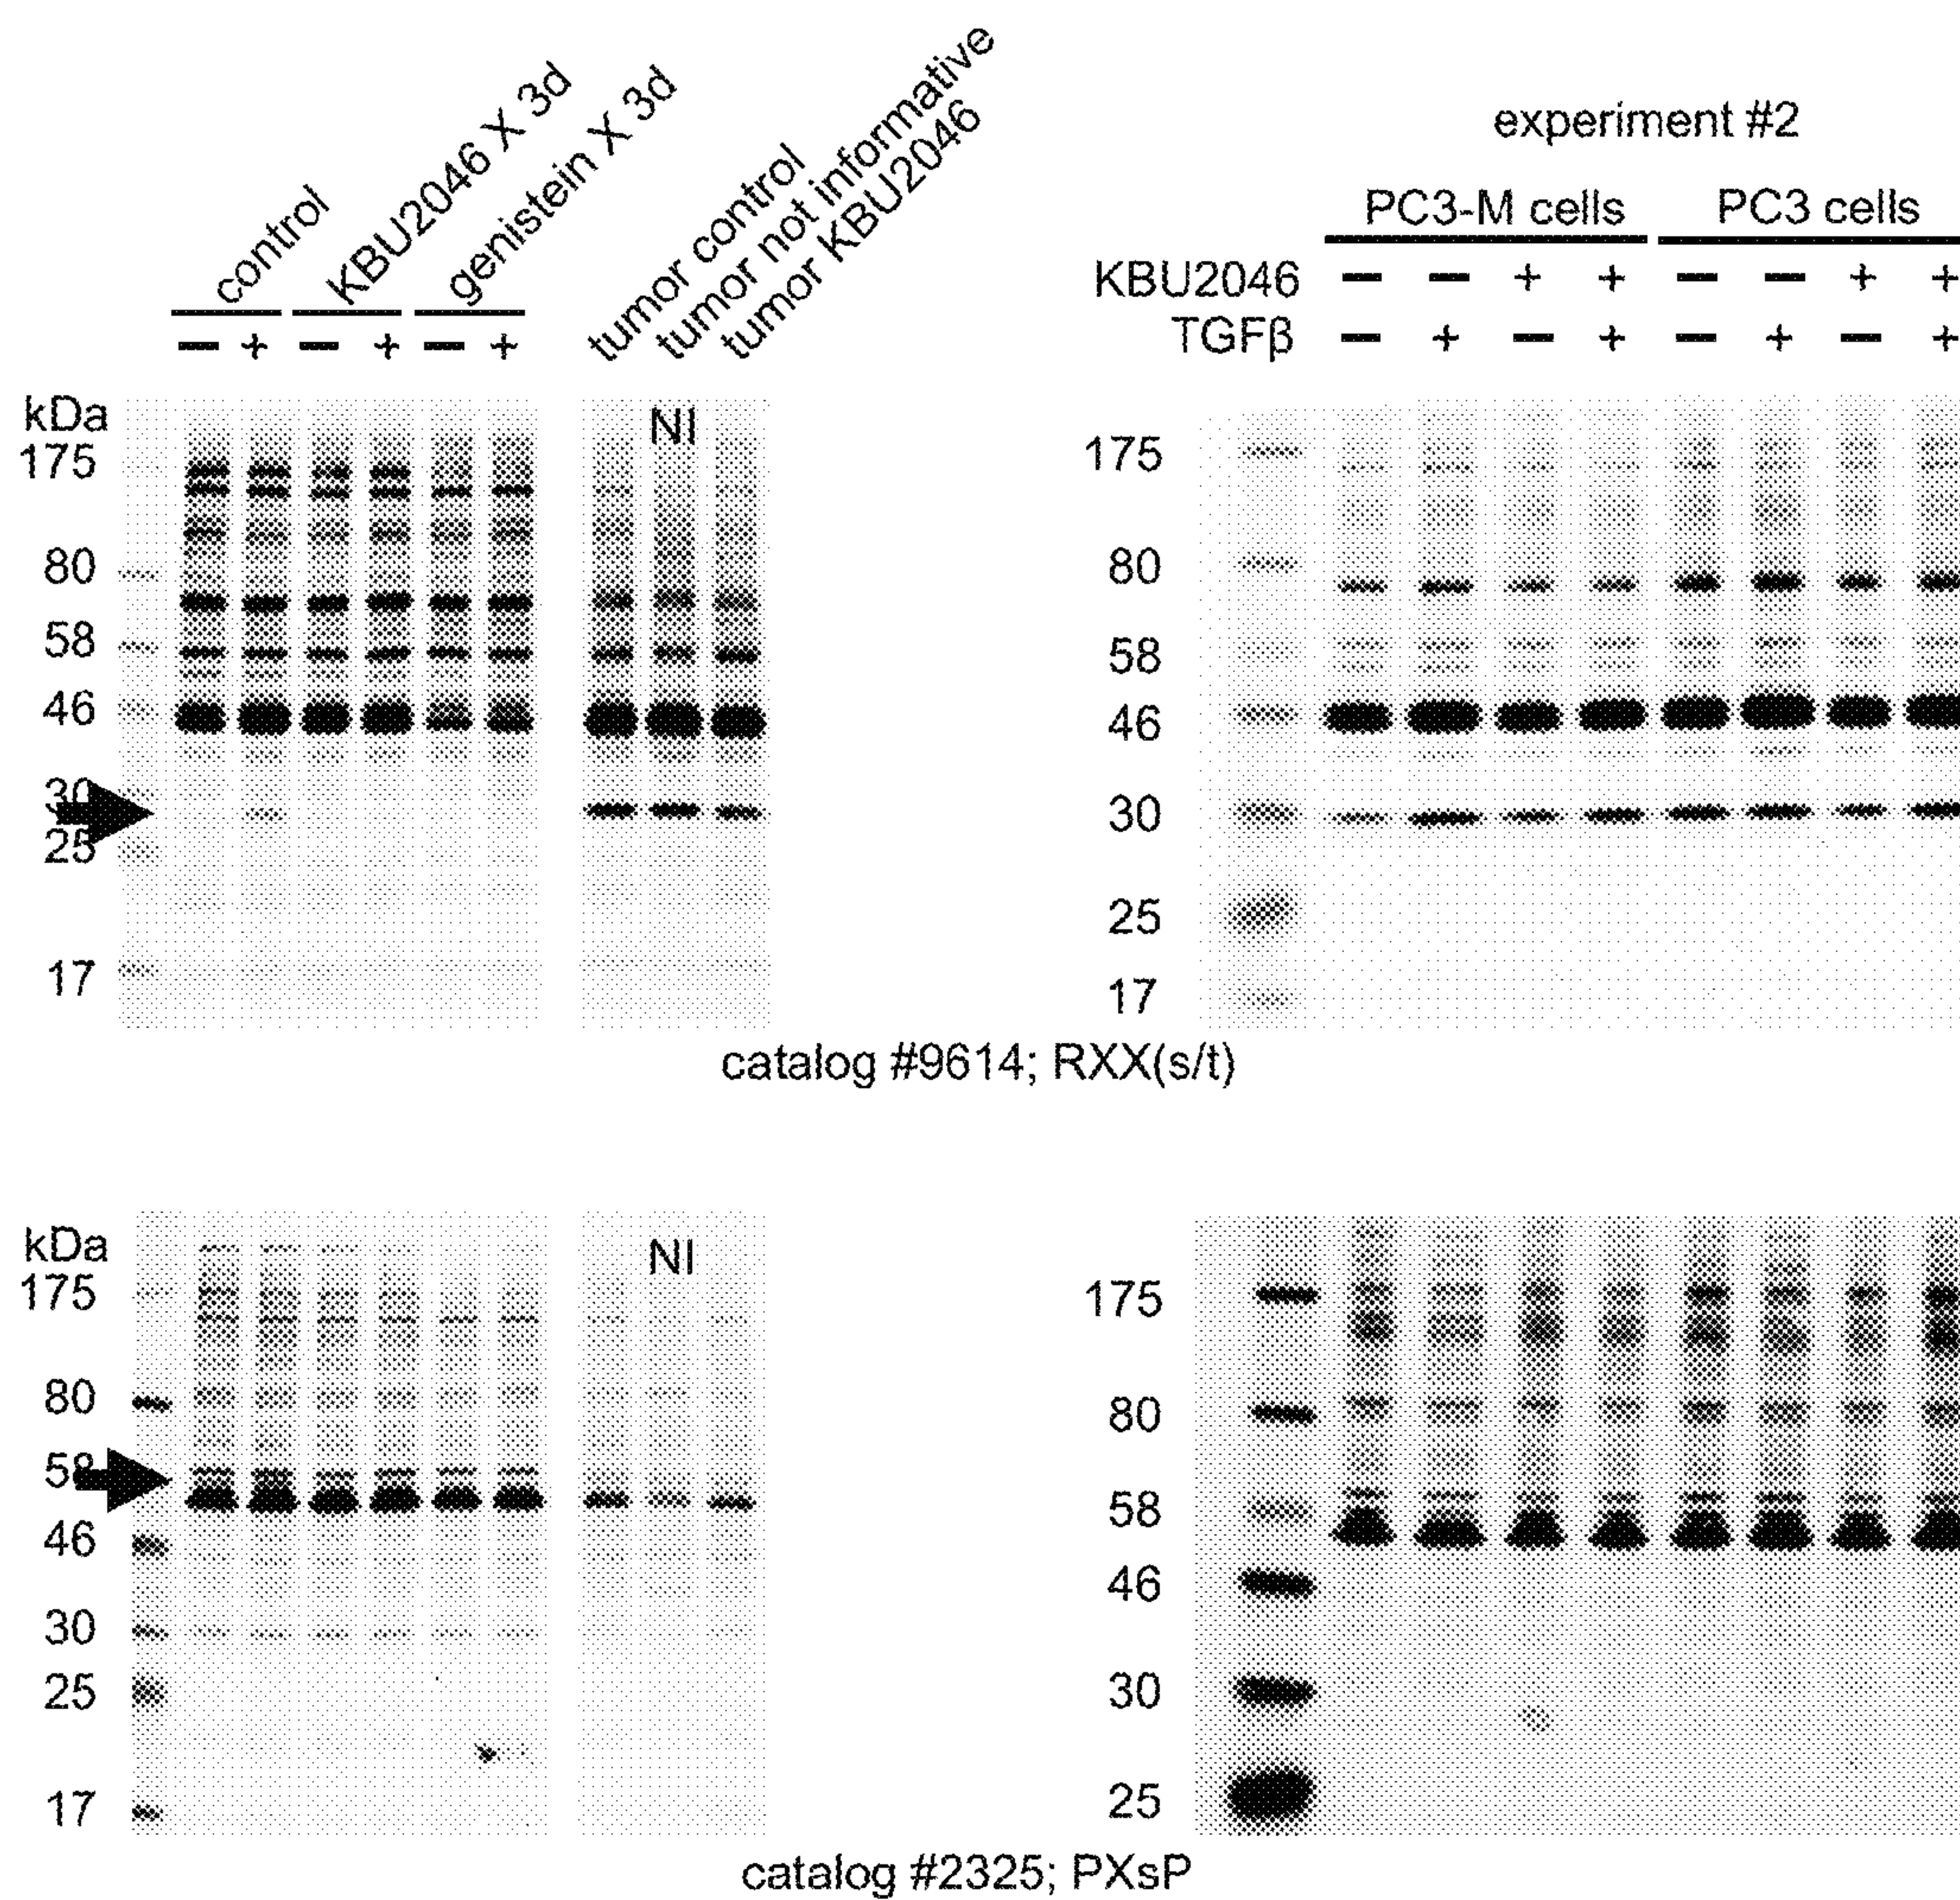 control
KBU2046 X 3d
genistein X 3d
tumor control
tumor not informative
tumor KBU2046
− + − + − +
experiment #2
PC3-M cells PC3 cells
KBU2046 − − + + − − + +
TGFβ − + − + − + − +
kDa
NI
175
80
58
46
30
25
17
175
80
58
46
30
25
17
catalog #9614; RXX(s/t)
kDa
NI
175
80
58
46
30
25
17
175
80
58
46
30
25
catalog #2325; PXsP